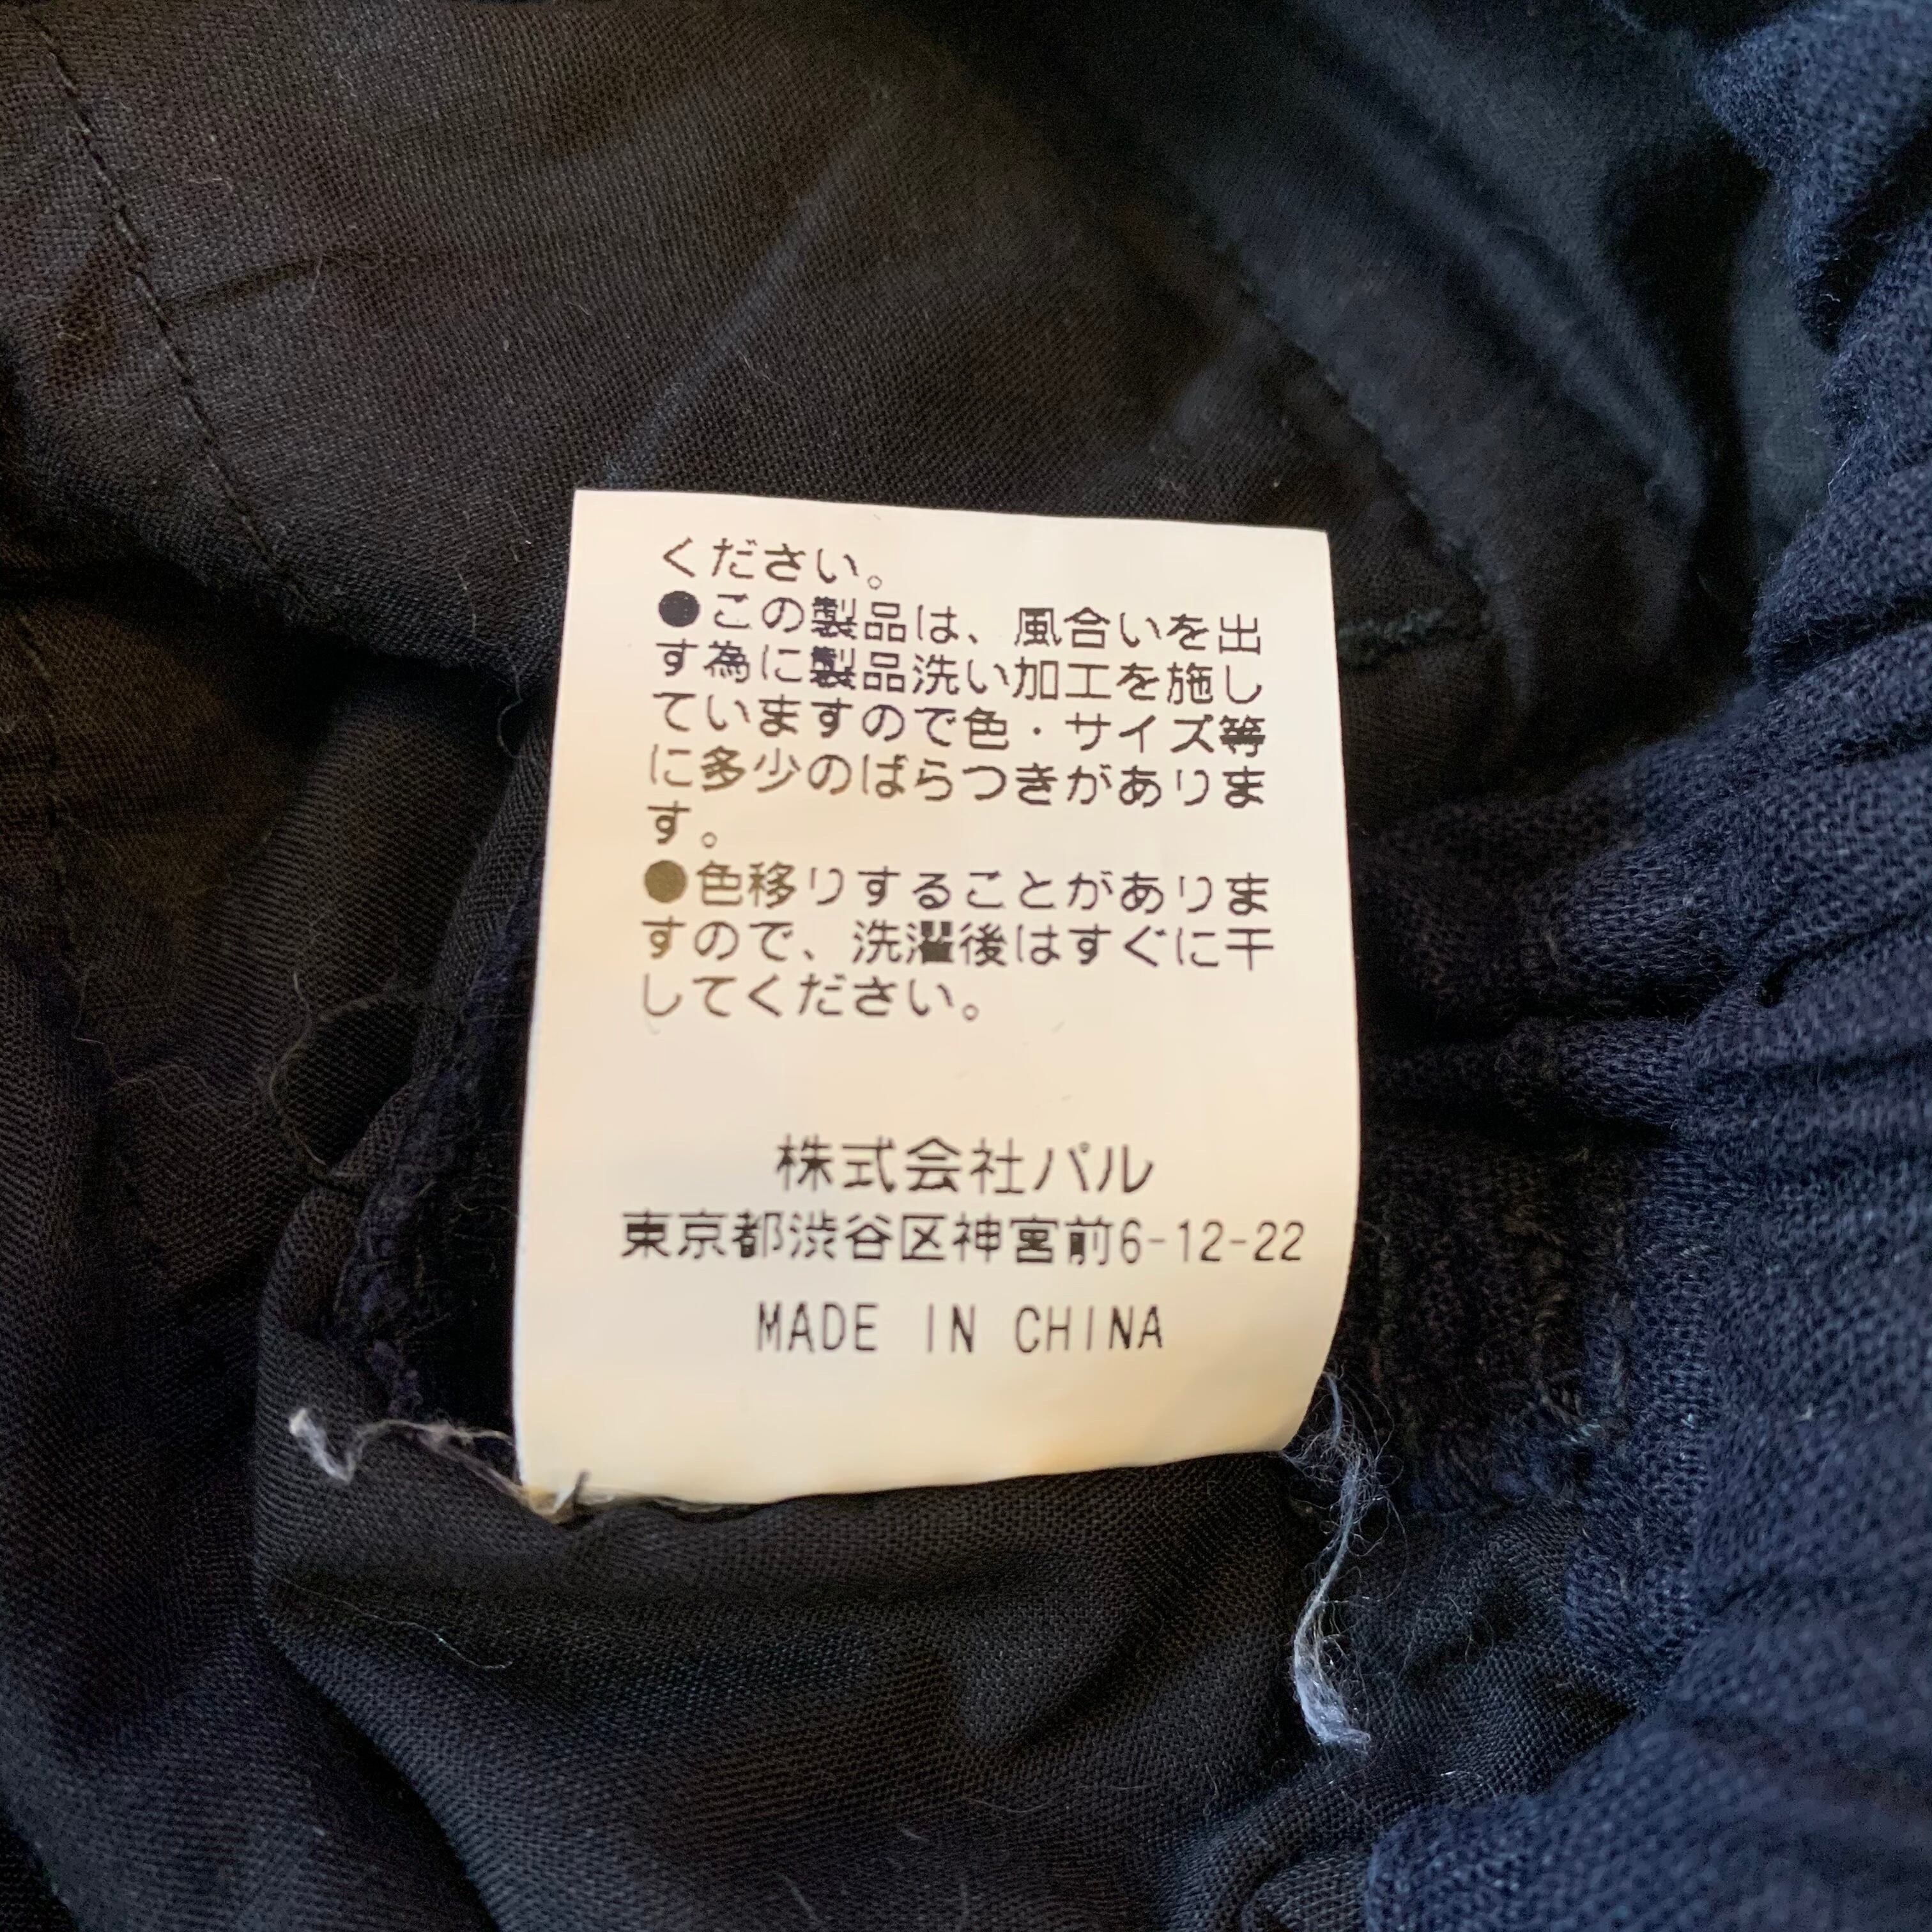 ください。
●この製品は、風合いを出
す為に製品洗い加工を施し
ていますので色・サイズ等
に多少のばらつきがありま
す。
●色移りすることがありま
すので、洗濯後はすぐに干
してください。
株式会社パル
東京都渋谷区神宮前6-12-22
MADE IN CHINA